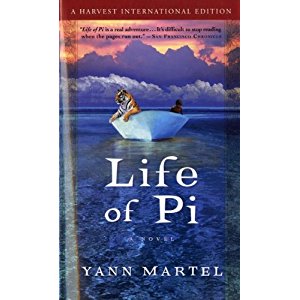 A HARVEST INTERNATIONAL EDITION
"Life of Pi is a real adventure....It's difficult to stop reading
when the pages run out." —SAN FRANCISCO CHRONICLE
Life
of Pi
A NOVEL
YANN MARTEL